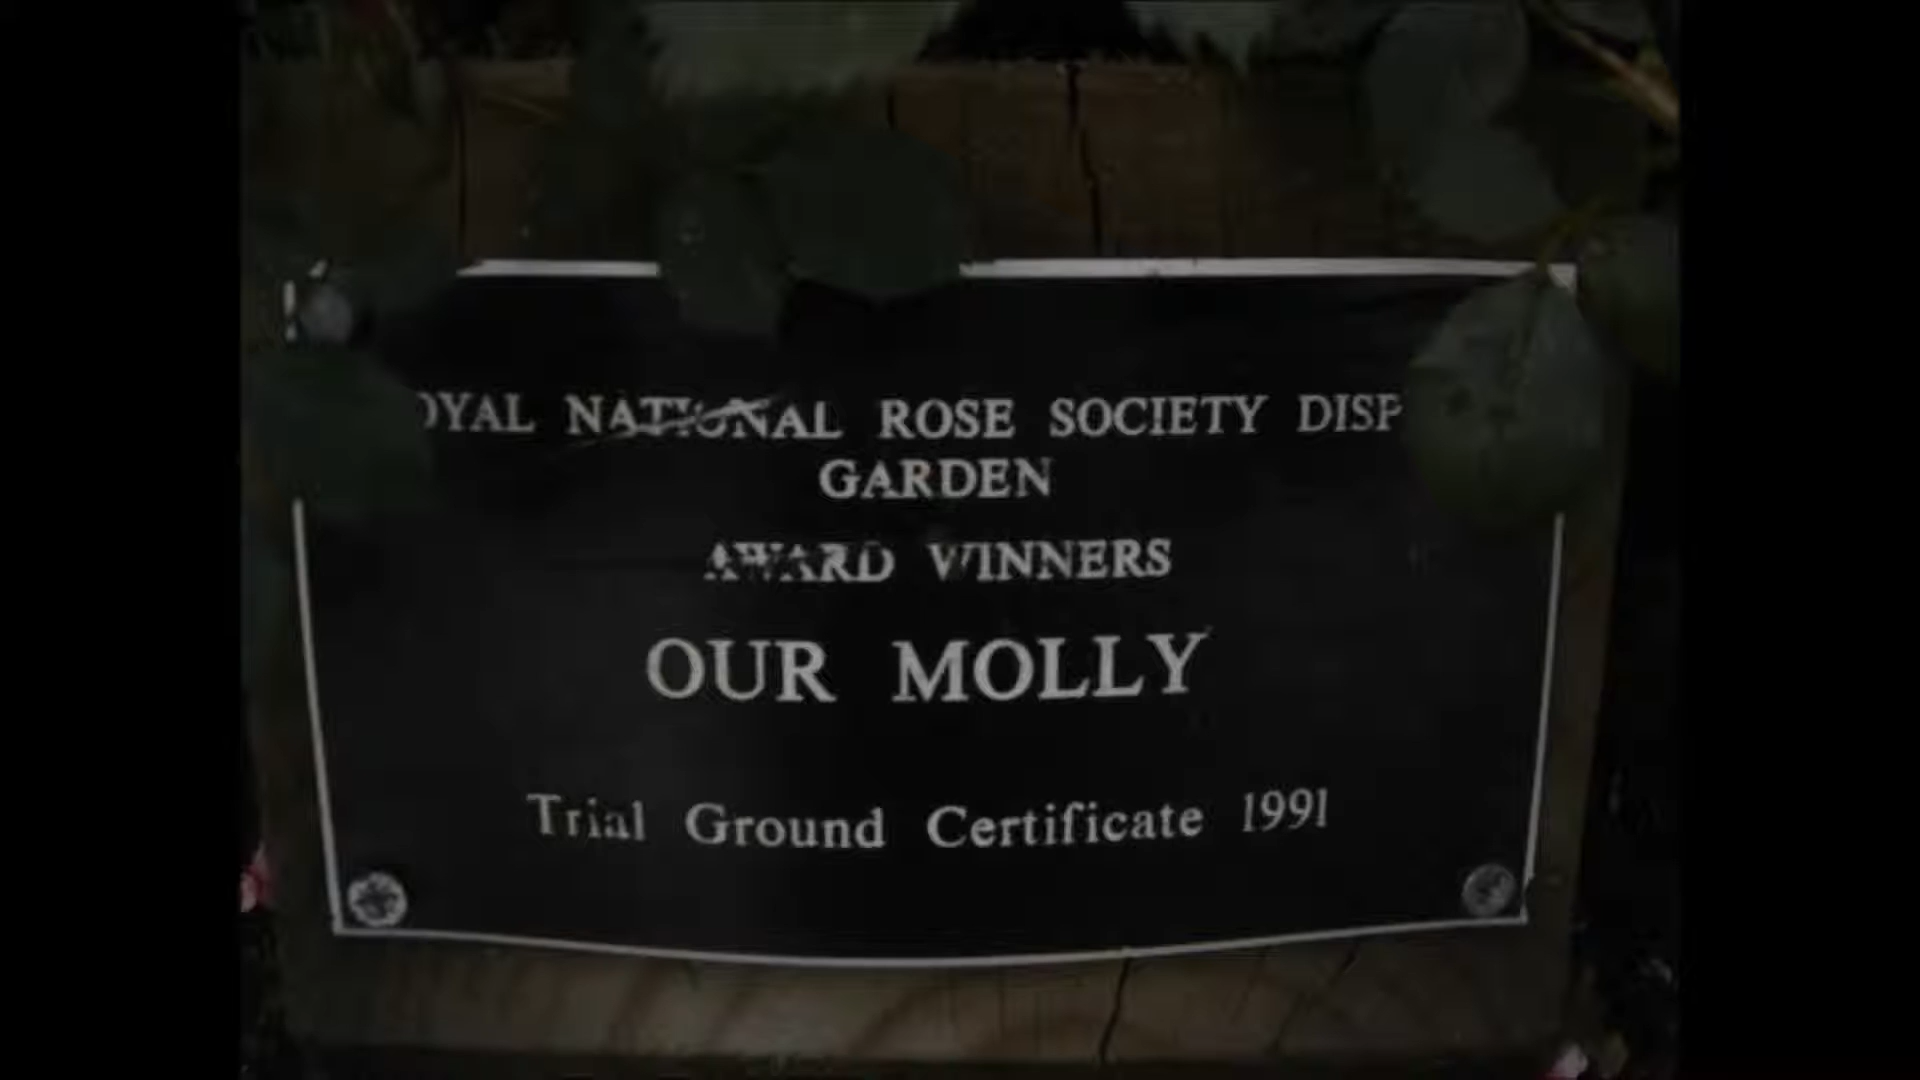 OYAL NATIONAL ROSE SOCIETY DISP
GARDEN
AWARD WINNERS
OUR MOLLY
Trial Ground Certificate 1991